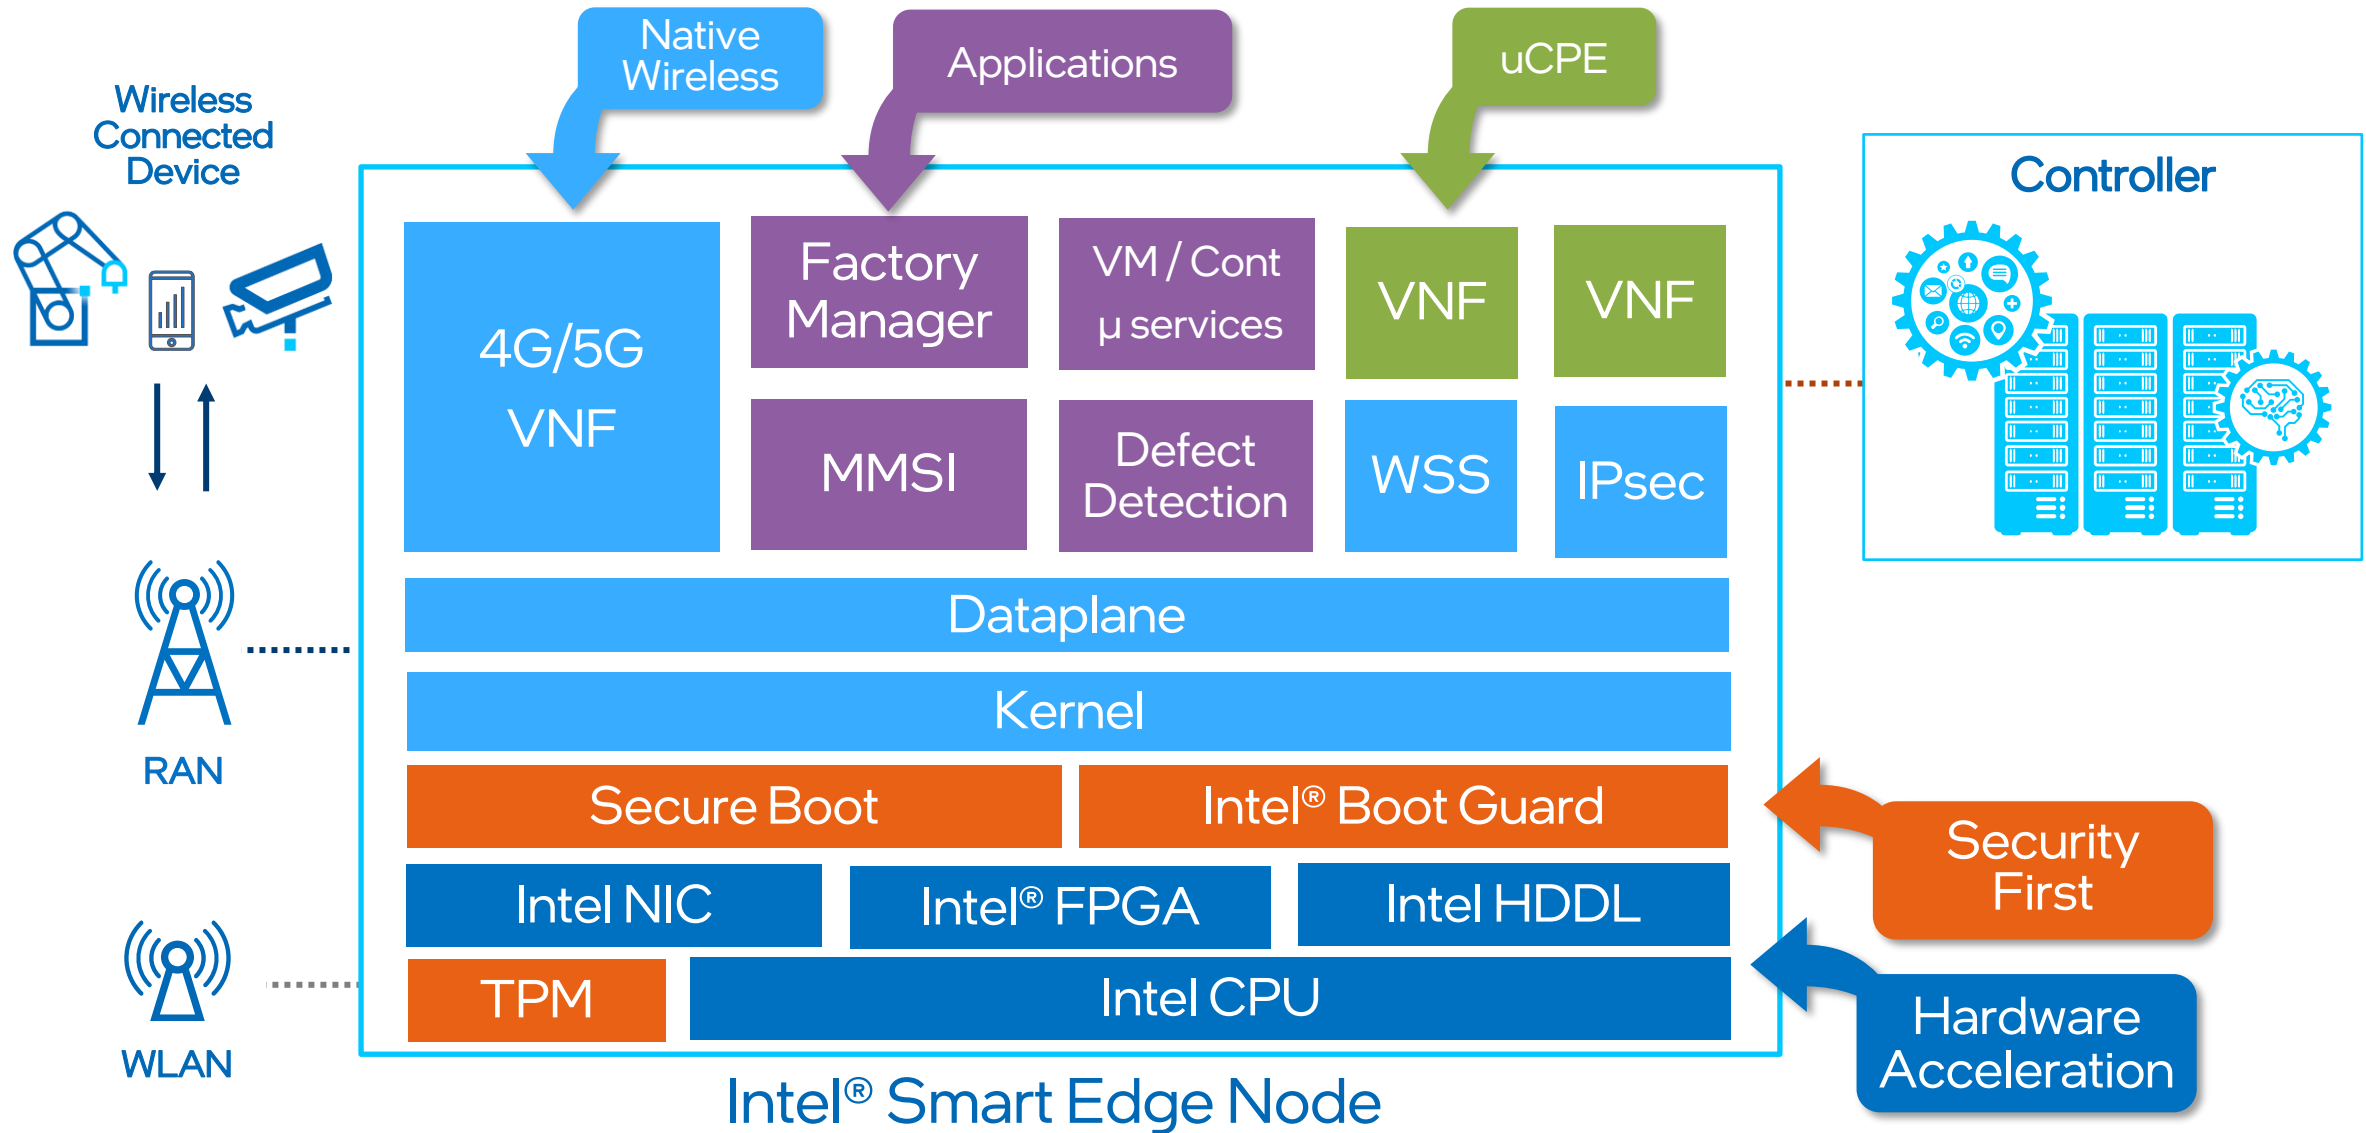 Native
Wireless
Applications
uCPE
Wireless
Connected
Device
Controller
4G/5G
VNF
Factory
Manager
VM / Cont
µ services
VNF
VNF
MMSI
Defect
Detection
WSS
IPsec
Dataplane
Kernel
RAN
Secure Boot
Intel® Boot Guard
Security
First
Intel NIC
Intel® FPGA
Intel HDDL
TPM
Intel CPU
Hardware
Acceleration
WLAN
Intel® Smart Edge Node